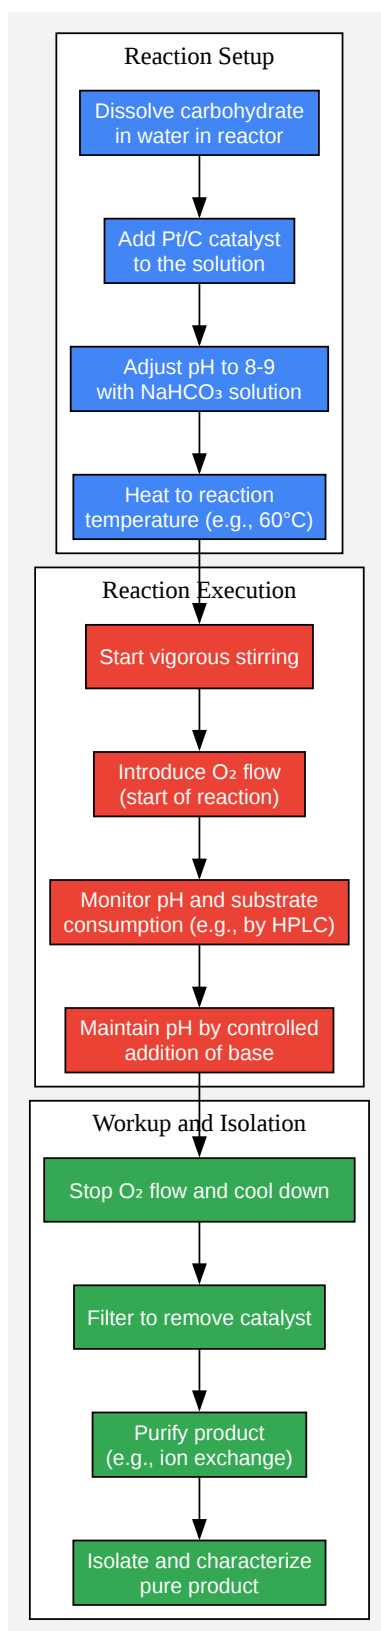 Reaction Setup
Dissolve carbohydrate
in water in reactor
Add Pt/C catalyst
to the solution
Adjust pH to 8-9
with NaHCO₃ solution
Heat to reaction
temperature (e.g., 60°C)
Reaction Execution
Start vigorous stirring
Introduce O₂ flow
(start of reaction)
Monitor pH and substrate
consumption (e.g., by HPLC)
Maintain pH by controlled
addition of base
Workup and Isolation
Stop O₂ flow and cool down
Filter to remove catalyst
Purify product
(e.g., ion exchange)
Isolate and characterize
pure product